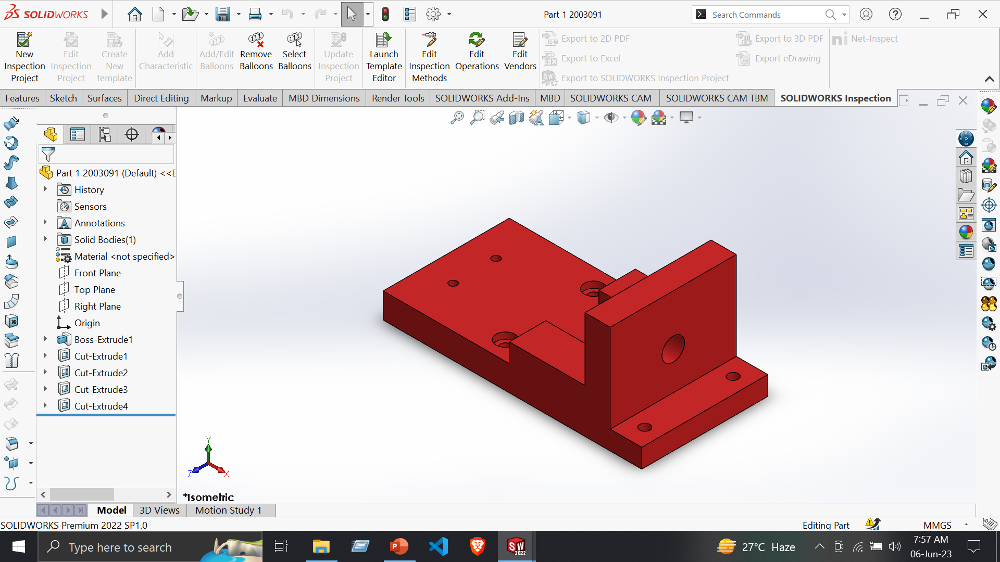 SOLIDWORKS
Part 1 2003091
Search Commands
New Inspection Project
Edit Inspection Project
Create New template
Add Characteristic
Add/Edit Balloons
Remove Balloons
Select Balloons
Update Inspection Project
Launch Template Editor
Edit Inspection Methods
Edit Operations
Edit Vendors
Export to 2D PDF
Export to Excel
Export to SOLIDWORKS Inspection Project
Export to 3D PDF
Export eDrawing
Net-Inspect
Features
Sketch
Surfaces
Direct Editing
Markup
Evaluate
MBD Dimensions
Render Tools
SOLIDWORKS Add-Ins
MBD
SOLIDWORKS CAM
SOLIDWORKS CAM TBM
SOLIDWORKS Inspection
Part 1 2003091 (Default) <<D
History
Sensors
Annotations
Solid Bodies(1)
Material <not specified>
Front Plane
Top Plane
Right Plane
Origin
Boss-Extrude1
Cut-Extrude1
Cut-Extrude2
Cut-Extrude3
Cut-Extrude4
Y
Z
X
*Isometric
Model
3D Views
Motion Study 1
SOLIDWORKS Premium 2022 SP1.0
Editing Part
MMGS
Type here to search
27°C Haze
7:57 AM
06-Jun-23